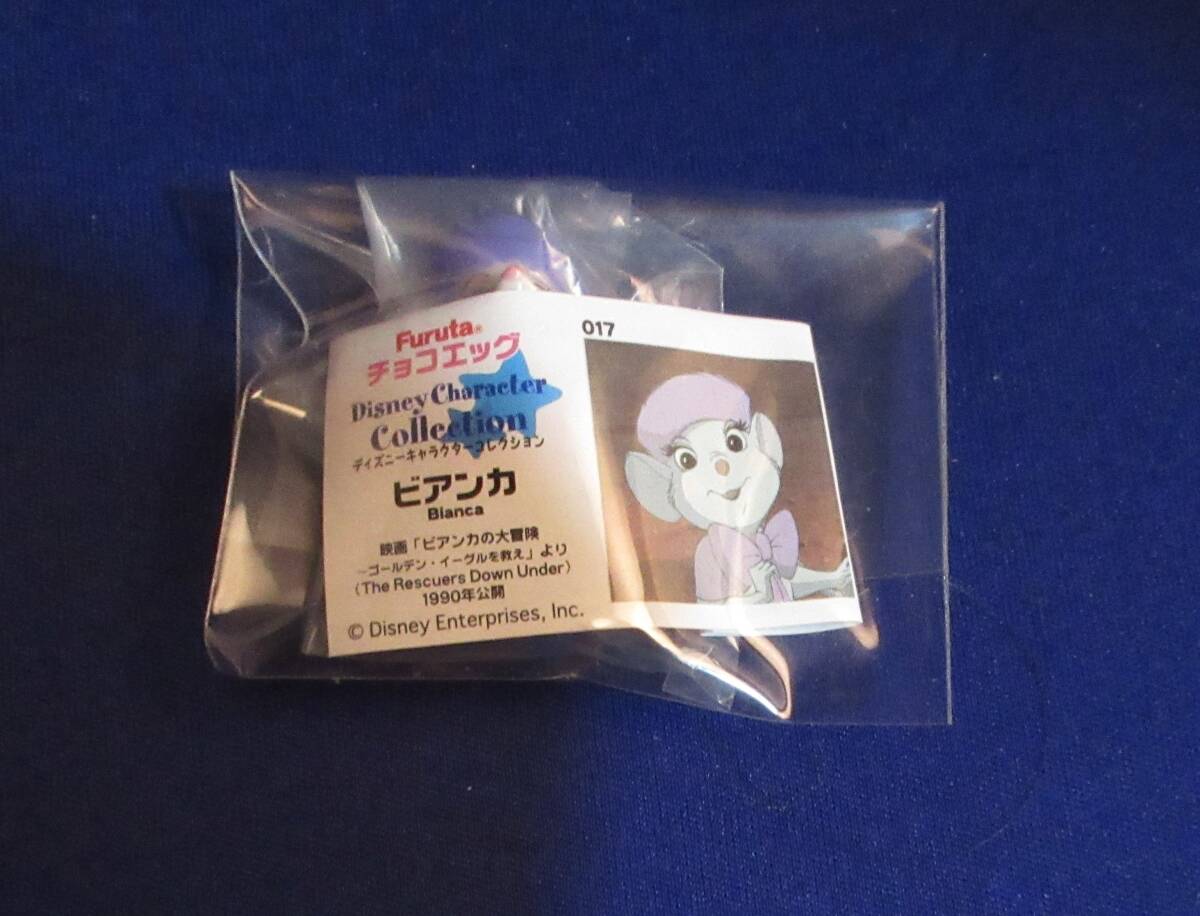 Furuta®
チョコエッグ
Disney Character
Collection
ディズニーキャラクターコレクション
ビアンカ
Bianca
映画「ビアンカの大冒険
〜ゴールデン・イーグルを救え」より
(The Rescuers Down Under)
1990年公開
© Disney Enterprises, Inc.
017